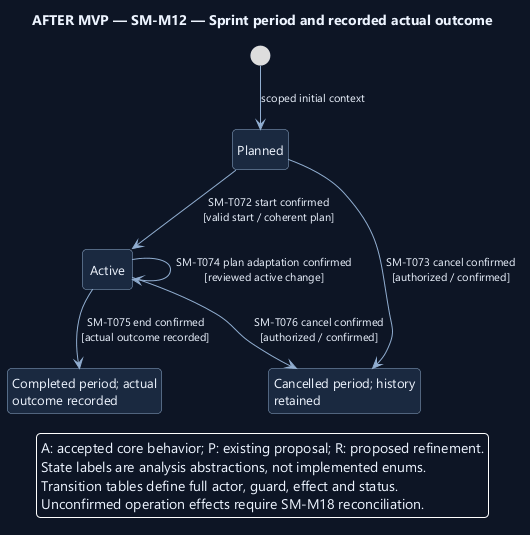 AFTER MVP — SM-M12 — Sprint period and recorded actual outcome
scoped initial context
Planned
SM-T072 start confirmed
[valid start / coherent plan]
Active
SM-T074 plan adaptation confirmed
[reviewed active change]
SM-T073 cancel confirmed
[authorized / confirmed]
SM-T075 end confirmed
[actual outcome recorded]
SM-T076 cancel confirmed
[authorized / confirmed]
Completed period; actual
outcome recorded
Cancelled period; history
retained
A: accepted core behavior; P: existing proposal; R: proposed refinement.
State labels are analysis abstractions, not implemented enums.
Transition tables define full actor, guard, effect and status.
Unconfirmed operation effects require SM-M18 reconciliation.